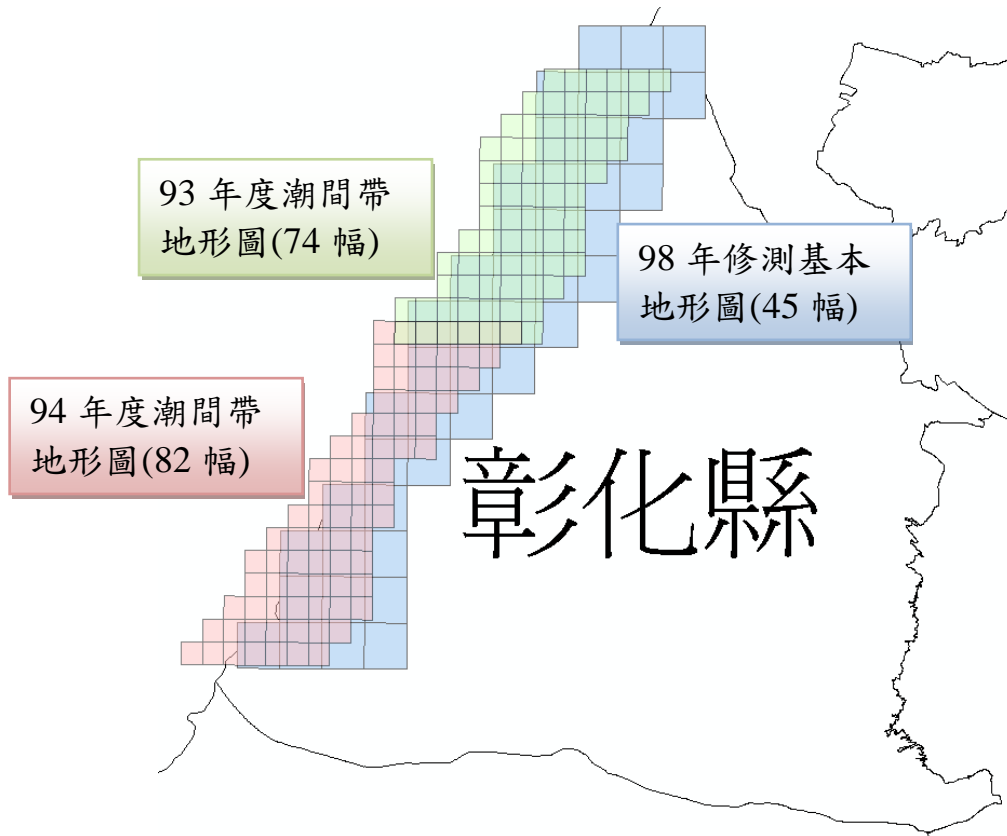 93 年度潮間帶
地形圖(74 幅)
98 年修測基本
地形圖(45 幅)
94 年度潮間帶
地形圖(82 幅)
彰化縣